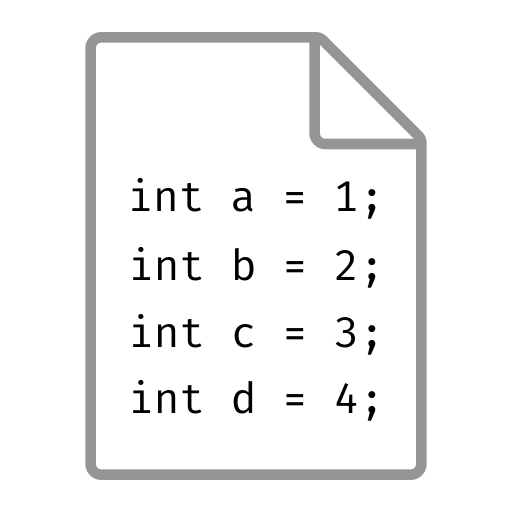 int a = 1;
int b = 2;
int c = 3;
int d = 4;